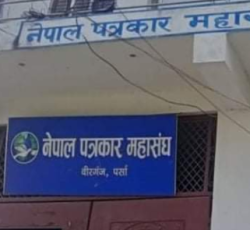 नेपाल पत्रकार महासं
नेपाल पत्रकार महासंघ
वीरगंज, पर्सा